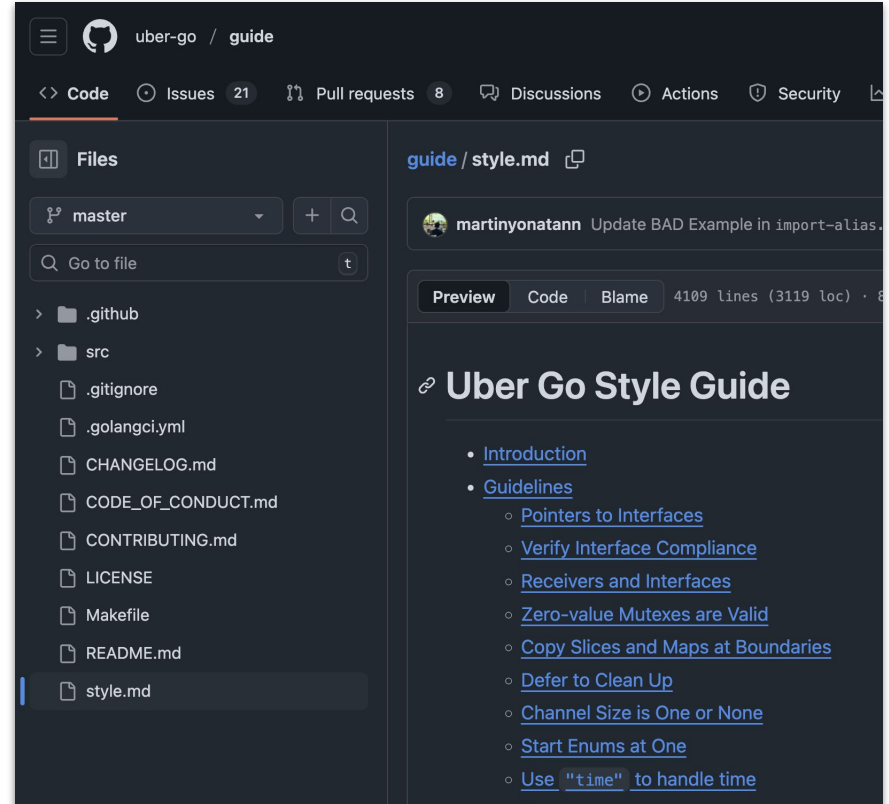 uber-go / guide
Code Issues 21 Pull requests 8 Discussions Actions Security
Files
master
Go to file t
.github
src
.gitignore
.golangci.yml
CHANGELOG.md
CODE_OF_CONDUCT.md
CONTRIBUTING.md
LICENSE
Makefile
README.md
style.md
guide / style.md
martinyonatann Update BAD Example in import-alias.
Preview Code Blame 4109 lines (3119 loc) ·
Uber Go Style Guide
Introduction
Guidelines
Pointers to Interfaces
Verify Interface Compliance
Receivers and Interfaces
Zero-value Mutexes are Valid
Copy Slices and Maps at Boundaries
Defer to Clean Up
Channel Size is One or None
Start Enums at One
Use "time" to handle time